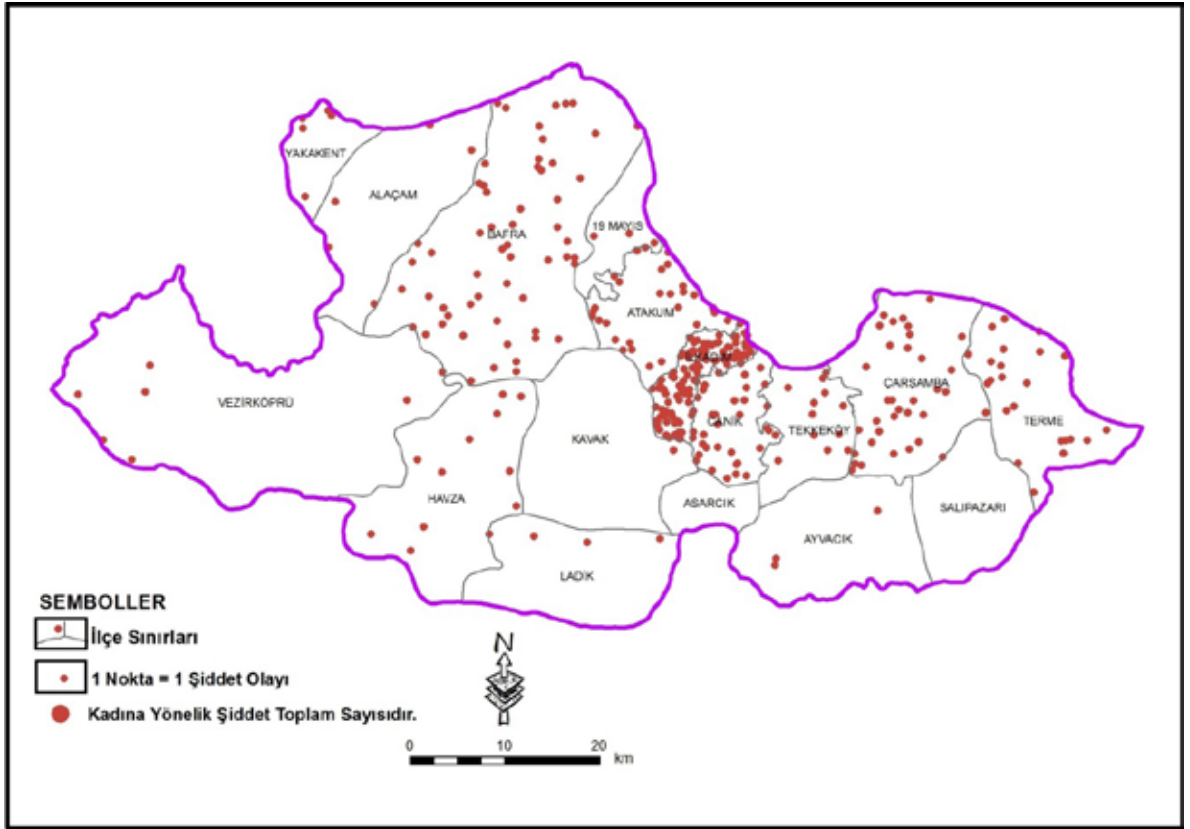 YAKAKENT
ALAÇAM
BAFRA
19 MAYIS
ATAKUM
İLKADIM
ÇARŞAMBA
VEZİRKÖPRÜ
CANİK
TERME
TEKKEKÖY
KAVAK
HAVZA
ASARCIK
SALIPAZARI
AYVACIK
LADİK
SEMBOLLER
İlçe Sınırları
1 Nokta = 1 Şiddet Olayı
Kadına Yönelik Şiddet Toplam Sayısıdır.
N
0 10 20
km